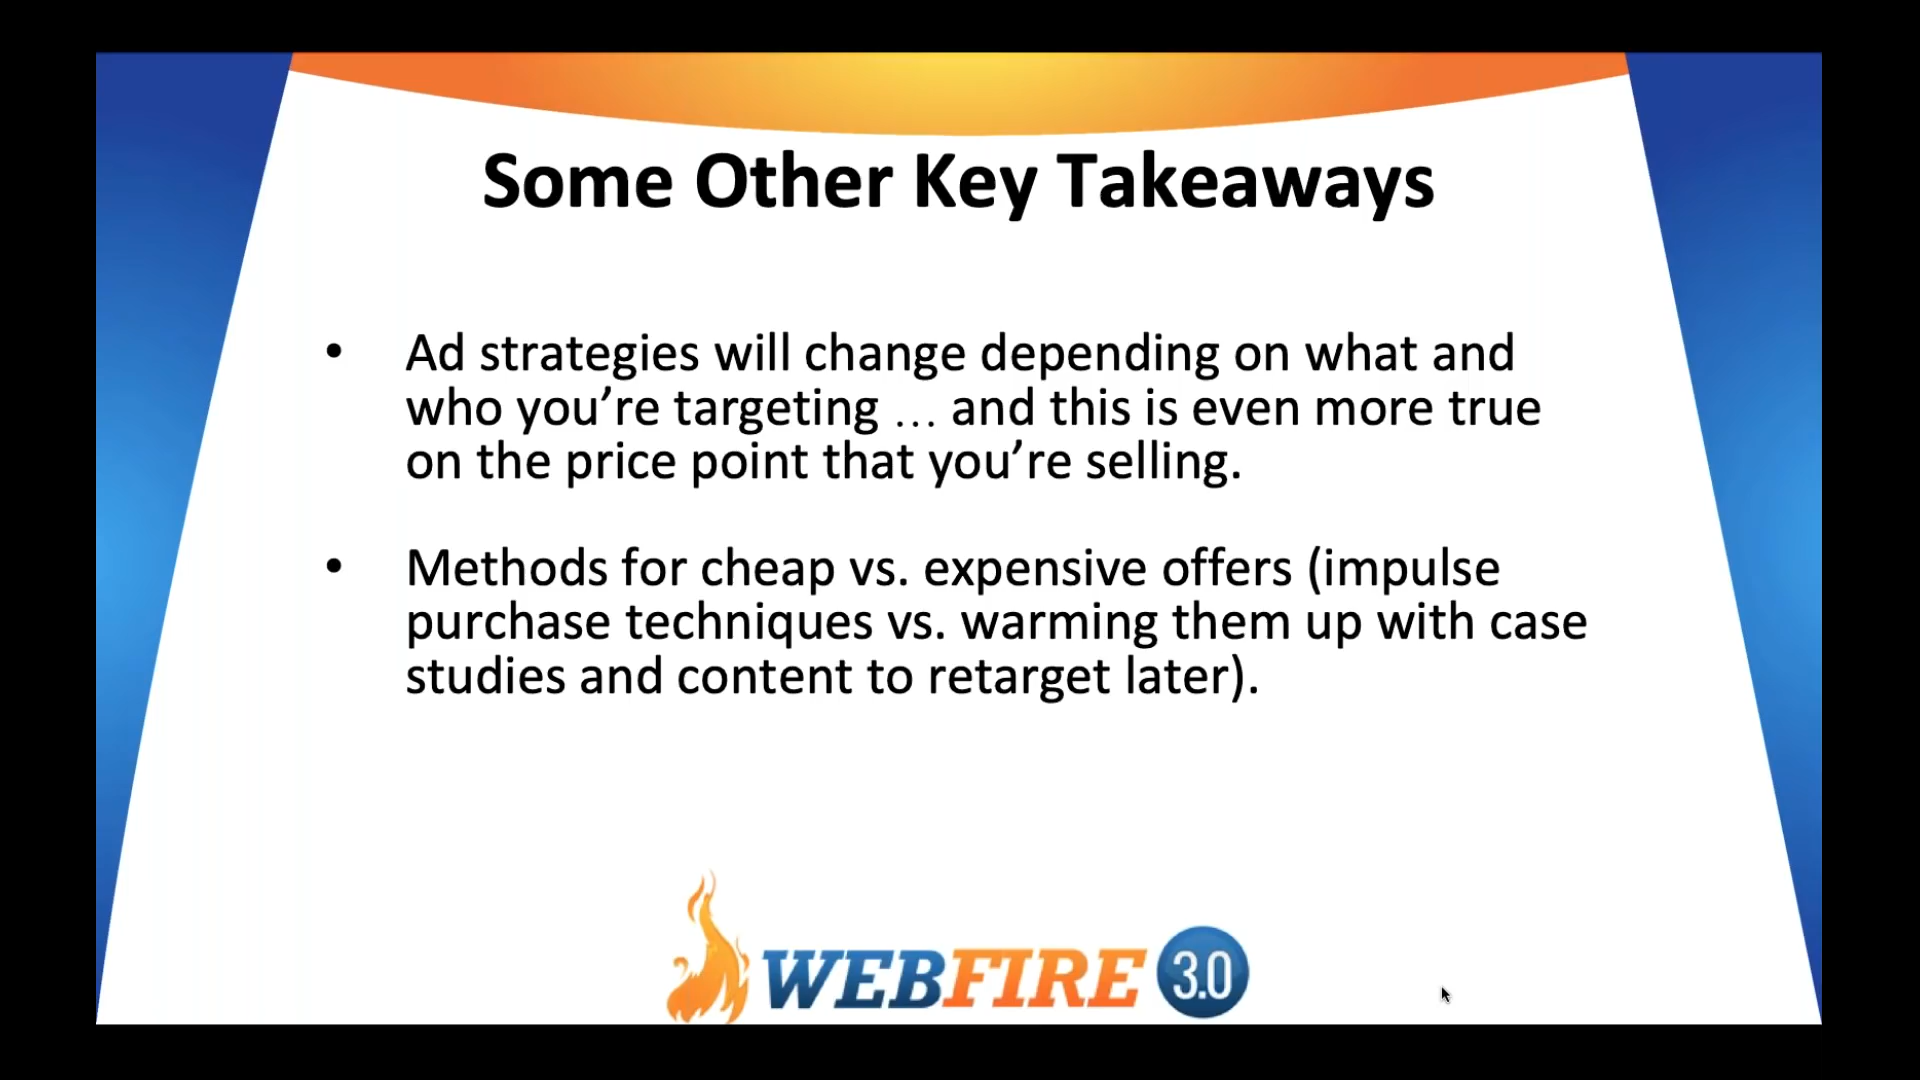 Some Other Key Takeaways
• Ad strategies will change depending on what and
who you’re targeting … and this is even more true
on the price point that you’re selling.
• Methods for cheap vs. expensive offers (impulse
purchase techniques vs. warming them up with case
studies and content to retarget later).
WEBFIRE 3.0